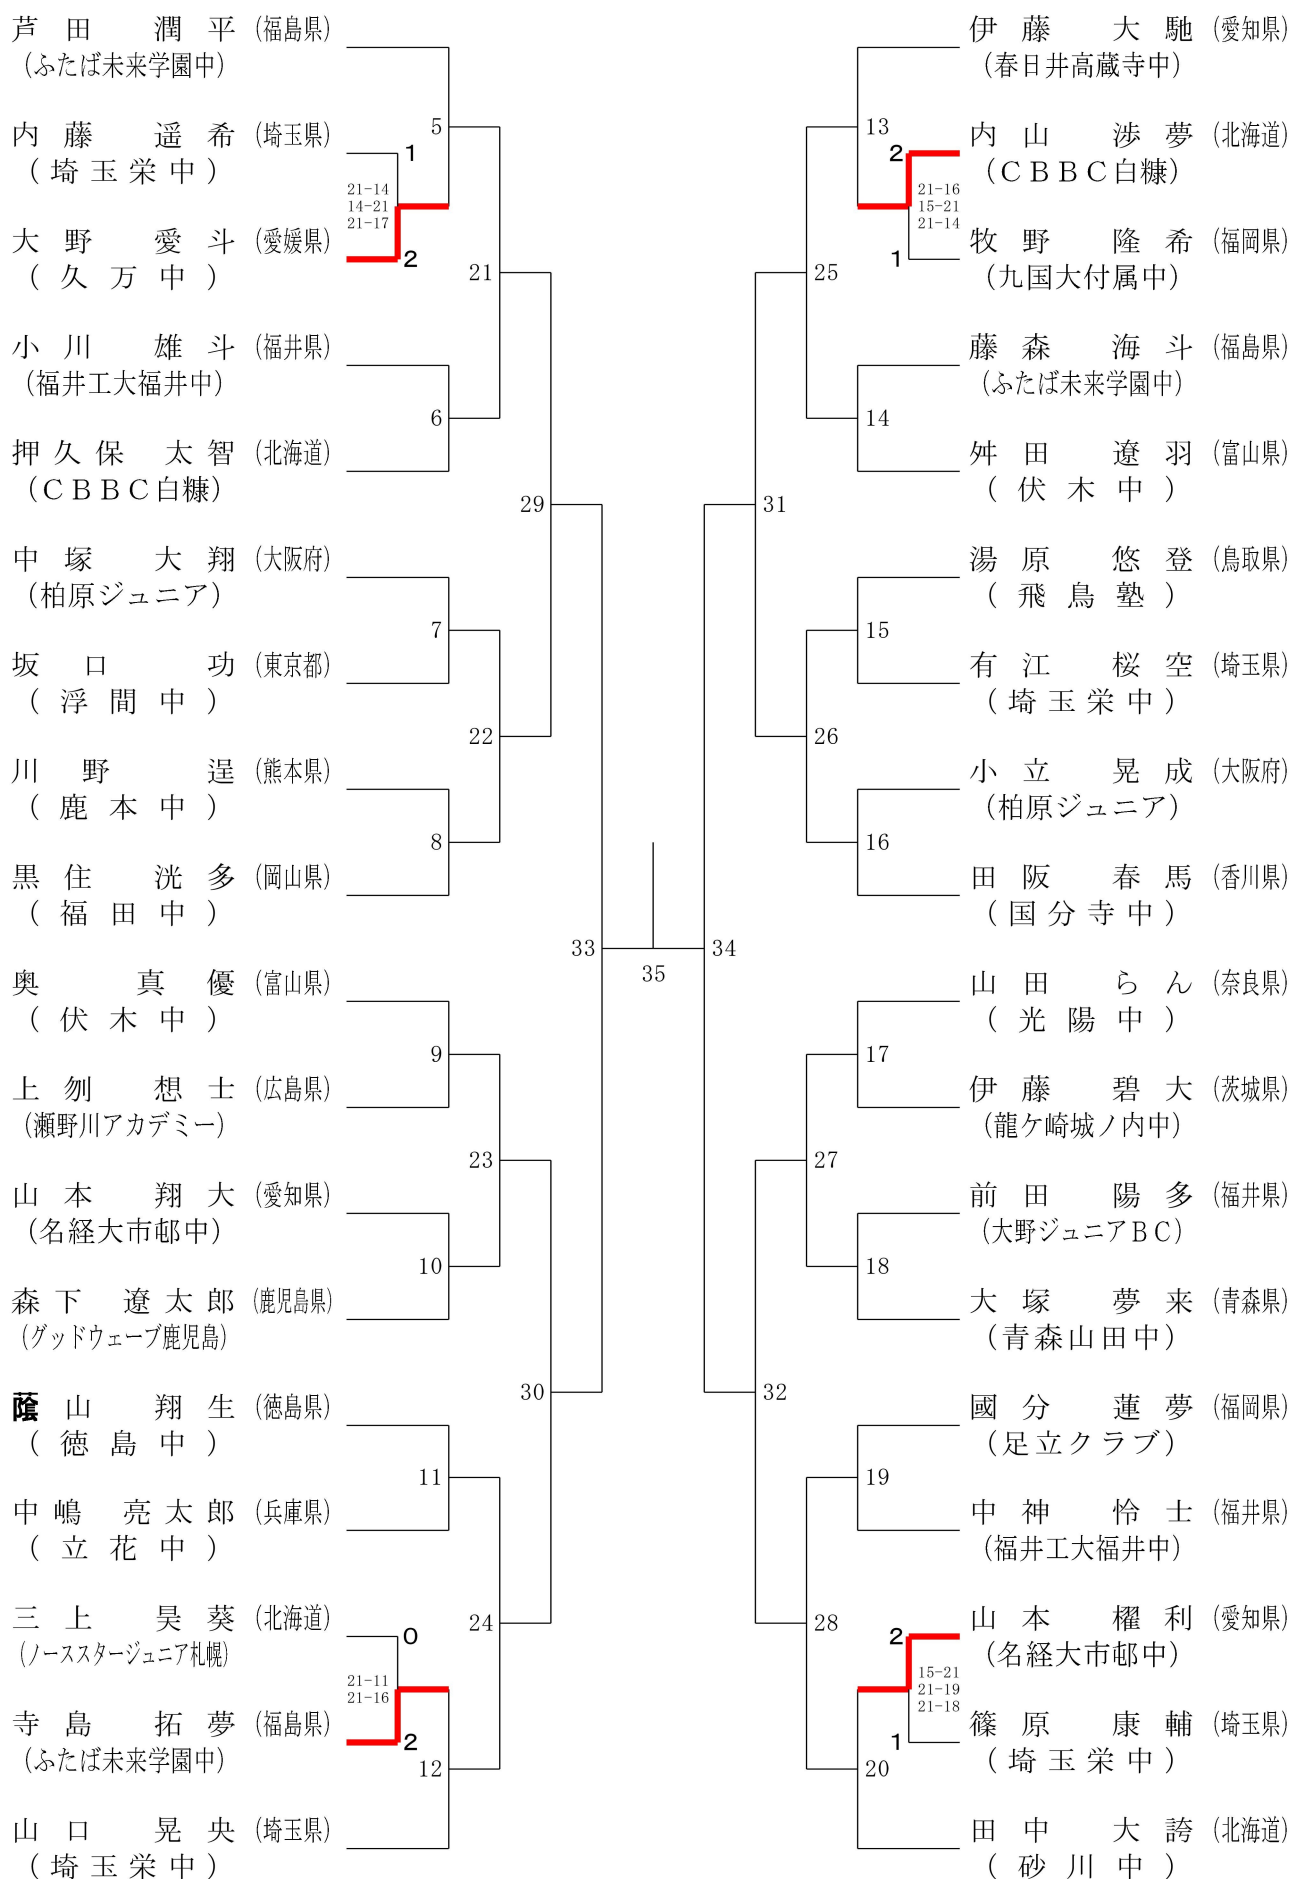 芦田 潤平 (福島県)
(ふたば未来学園中)
内藤 遥希 (埼玉県)
(埼玉栄中)
大野 愛斗 (愛媛県)
(久万中)
小川 雄斗 (福井県)
(福井工大福井中)
押久保 太智 (北海道)
(CBBC白糠)
中塚 大翔 (大阪府)
(柏原ジュニア)
坂口 功 (東京都)
(浮間中)
川野 逞 (熊本県)
(鹿本中)
黒住 洸多 (岡山県)
(福田中)
奥 真優 (富山県)
(伏木中)
上刎 想士 (広島県)
(瀬野川アカデミー)
山本 翔大 (愛知県)
(名経大市邨中)
森下 遼太郎 (鹿児島県)
(グッドウェーブ鹿児島)
蔭山 翔生 (徳島県)
(徳島中)
中嶋 亮太郎 (兵庫県)
(立花中)
三上 昊葵 (北海道)
(ノーススタージュニア札幌)
寺島 拓夢 (福島県)
(ふたば未来学園中)
山口 晃央 (埼玉県)
(埼玉栄中)
5
1
21-14
14-21
21-17
2
21
6
29
7
22
8
33
9
23
10
30
11
24
0
21-11
21-16
2
12
35
34
13
2
21-16
15-21
21-14
1
25
14
31
15
26
16
17
27
18
32
19
28
2
15-21
21-19
21-18
1
20
伊藤 大馳 (愛知県)
(春日井高蔵寺中)
内山 渉夢 (北海道)
(CBBC白糠)
牧野 隆希 (福岡県)
(九国大付属中)
藤森 海斗 (福島県)
(ふたば未来学園中)
舛田 遼羽 (富山県)
(伏木中)
湯原 悠登 (鳥取県)
(飛鳥塾)
有江 桜空 (埼玉県)
(埼玉栄中)
小立 晃成 (大阪府)
(柏原ジュニア)
田阪 春馬 (香川県)
(国分寺中)
山田 らん (奈良県)
(光陽中)
伊藤 碧大 (茨城県)
(龍ケ崎城ノ内中)
前田 陽多 (福井県)
(大野ジュニアBC)
大塚 夢来 (青森県)
(青森山田中)
國分 蓮夢 (福岡県)
(足立クラブ)
中神 怜士 (福井県)
(福井工大福井中)
山本 櫂利 (愛知県)
(名経大市邨中)
篠原 康輔 (埼玉県)
(埼玉栄中)
田中 大誇 (北海道)
(砂川中)